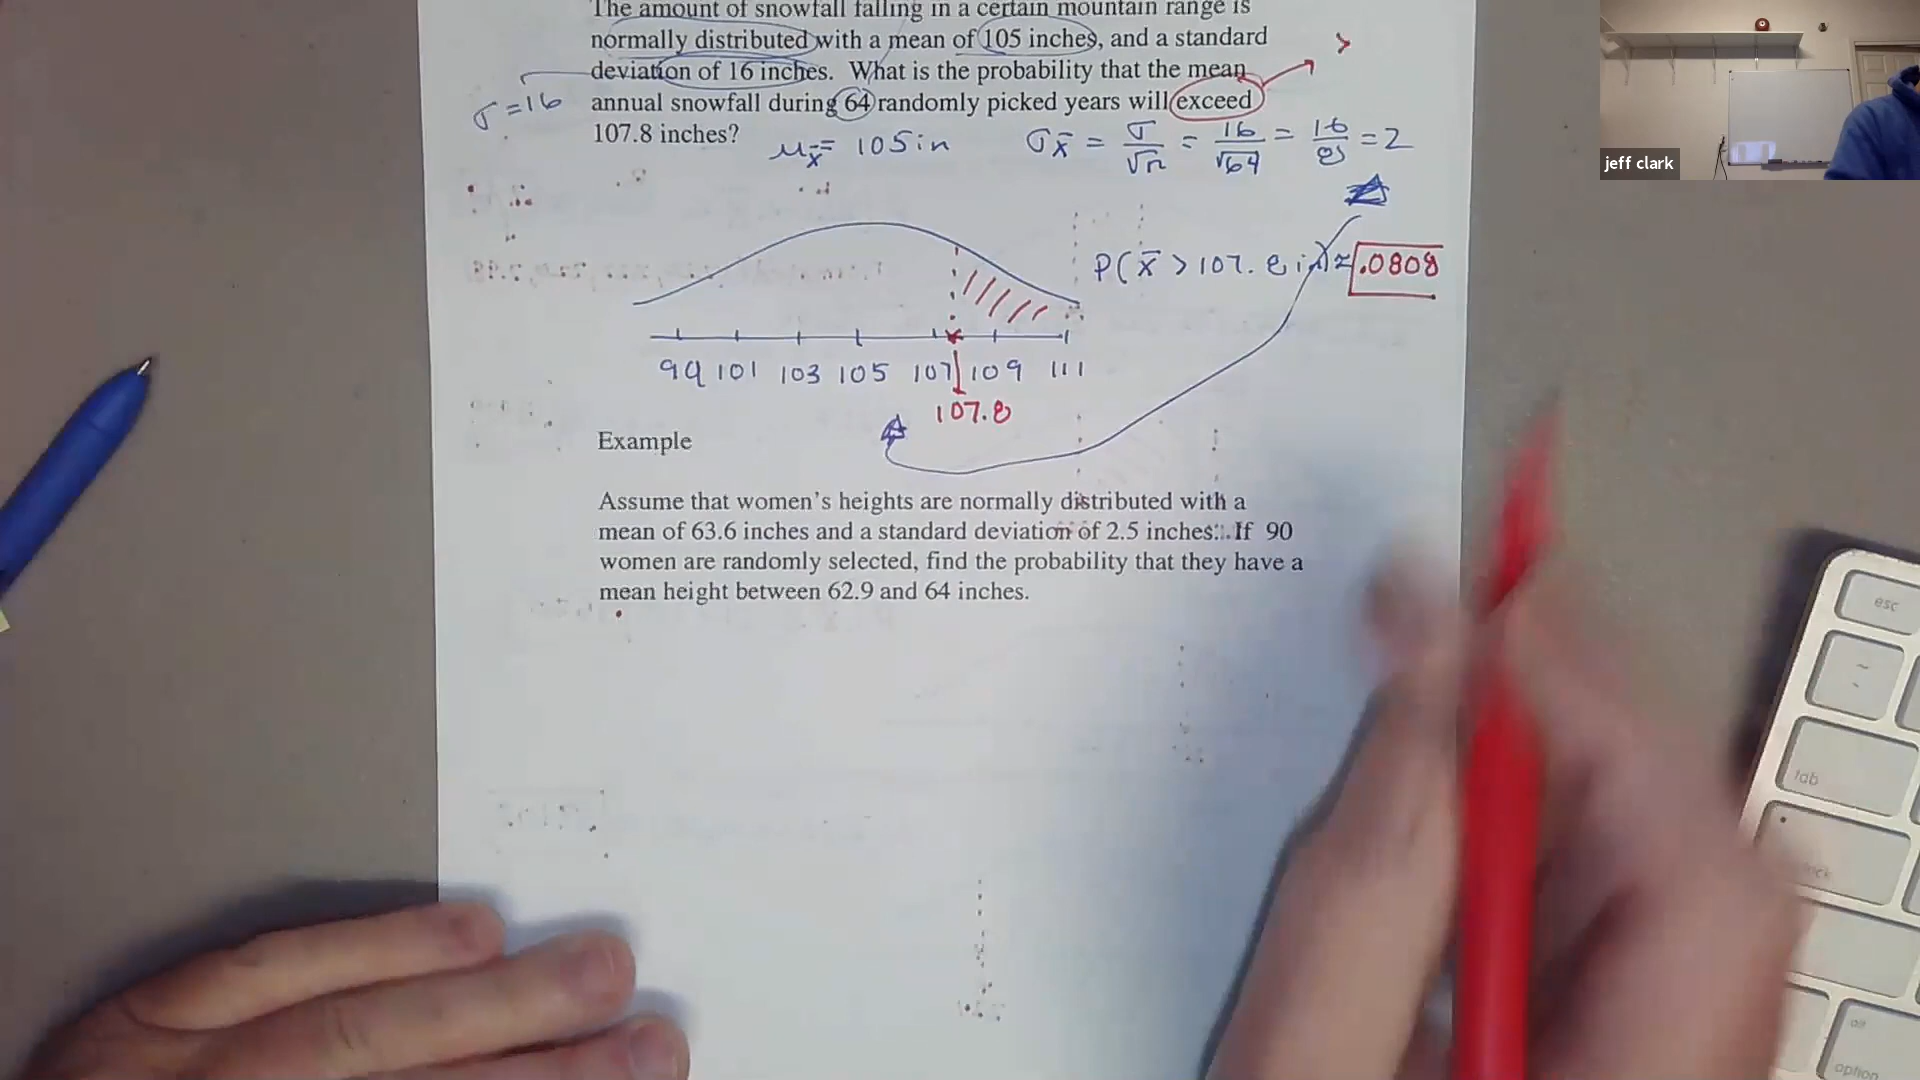 The amount of snowfall falling in a certain mountain range is
normally distributed with a mean of 105 inches, and a standard
deviation of 16 inches. What is the probability that the mean
annual snowfall during 64 randomly picked years will exceed
107.8 inches?
>
σ=16
μx̄ = 105in
σx̄ = σ/√n = 16/√64 = 16/8 = 2
P(x̄ > 107.8 in) ≈ .0808
99 101 103 105 107 109 111
107.8
Example
Assume that women's heights are normally distributed with a
mean of 63.6 inches and a standard deviation of 2.5 inches. If 90
women are randomly selected, find the probability that they have a
mean height between 62.9 and 64 inches.
jeff clark
esc
~
tab
alt
option